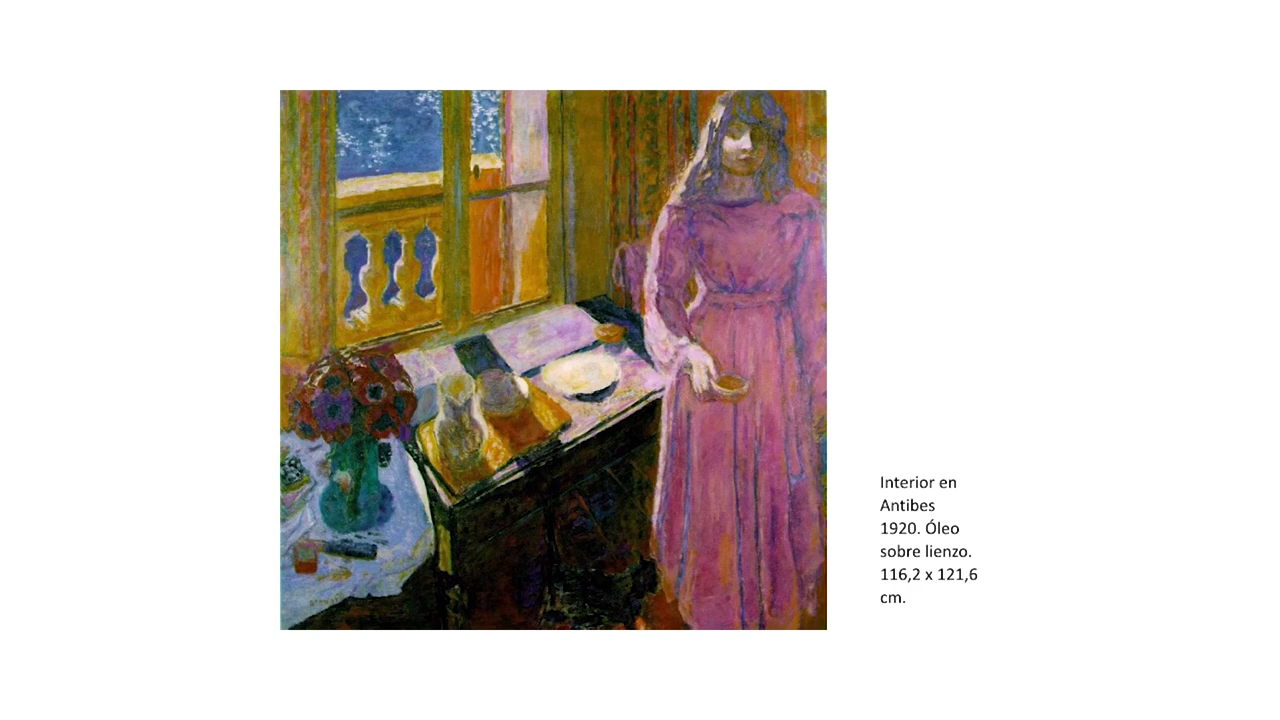 Interior en
Antibes
1920. Óleo
sobre lienzo.
116,2 x 121,6
cm.